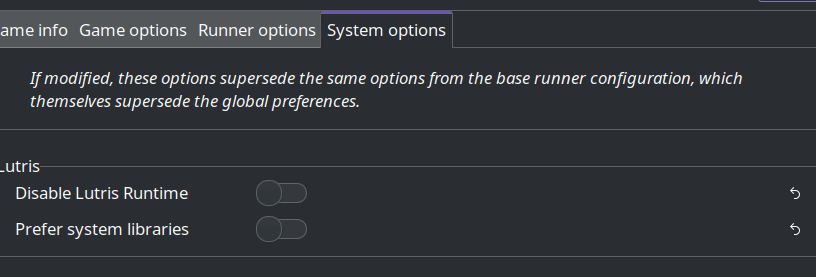 ame info Game options Runner options System options
If modified, these options supersede the same options from the base runner configuration, which
themselves supersede the global preferences.
Lutris
Disable Lutris Runtime
Prefer system libraries